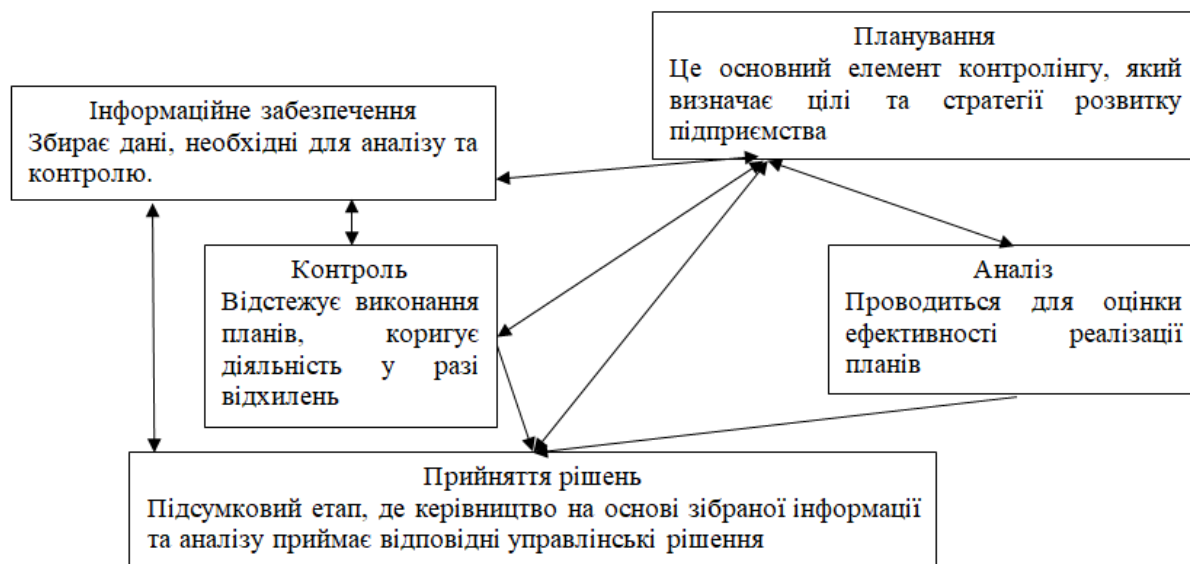 Планування
Це основний елемент контролінгу, який
визначає цілі та стратегії розвитку
підприємства
Інформаційне забезпечення
Збирає дані, необхідні для аналізу та
контролю.
Контроль
Відстежує виконання
планів, коригує
діяльність у разі
відхилень
Аналіз
Проводиться для оцінки
ефективності реалізації
планів
Прийняття рішень
Підсумковий етап, де керівництво на основі зібраної інформації
та аналізу приймає відповідні управлінські рішення